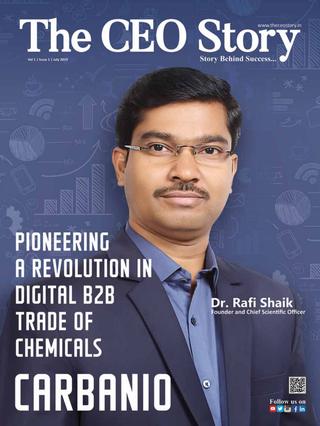 www.theceostory.in
The CEO Story
Vol 1 / Issue 1 / July 2019
Story Behind Success...
PIONEERING
A REVOLUTION IN
DIGITAL B2B
TRADE OF
CHEMICALS
CARBANIO
Dr. Rafi Shaik
Founder and Chief Scientific Officer
Follow us on